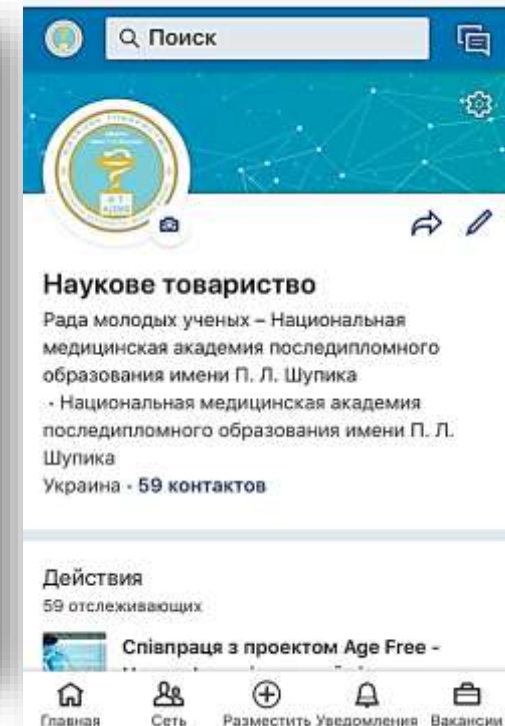 Поиск
Наукове товариство
Рада молодых ученых – Национальная
медицинская академия последипломного
образования имени П. Л. Шупика
· Национальная медицинская академия
последипломного образования имени П. Л.
Шупика
Украина · 59 контактов
Действия
59 отслеживающих
Співпраця з проектом Age Free -
Главная Сеть Разместить Уведомления Вакансии